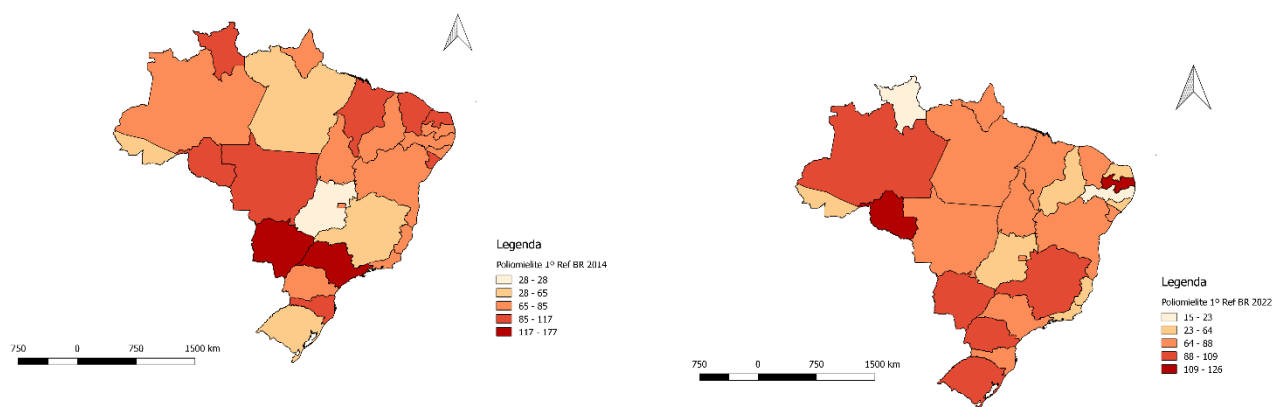 Legenda
Poliomielite 1º Ref BR 2014
28 - 28
28 - 65
65 - 85
85 - 117
117 - 177
750 0 750 1500 km
Legenda
Poliomielite 1º Ref BR 2022
15 - 23
23 - 64
64 - 88
88 - 109
109 - 126
750 0 750 1500 km